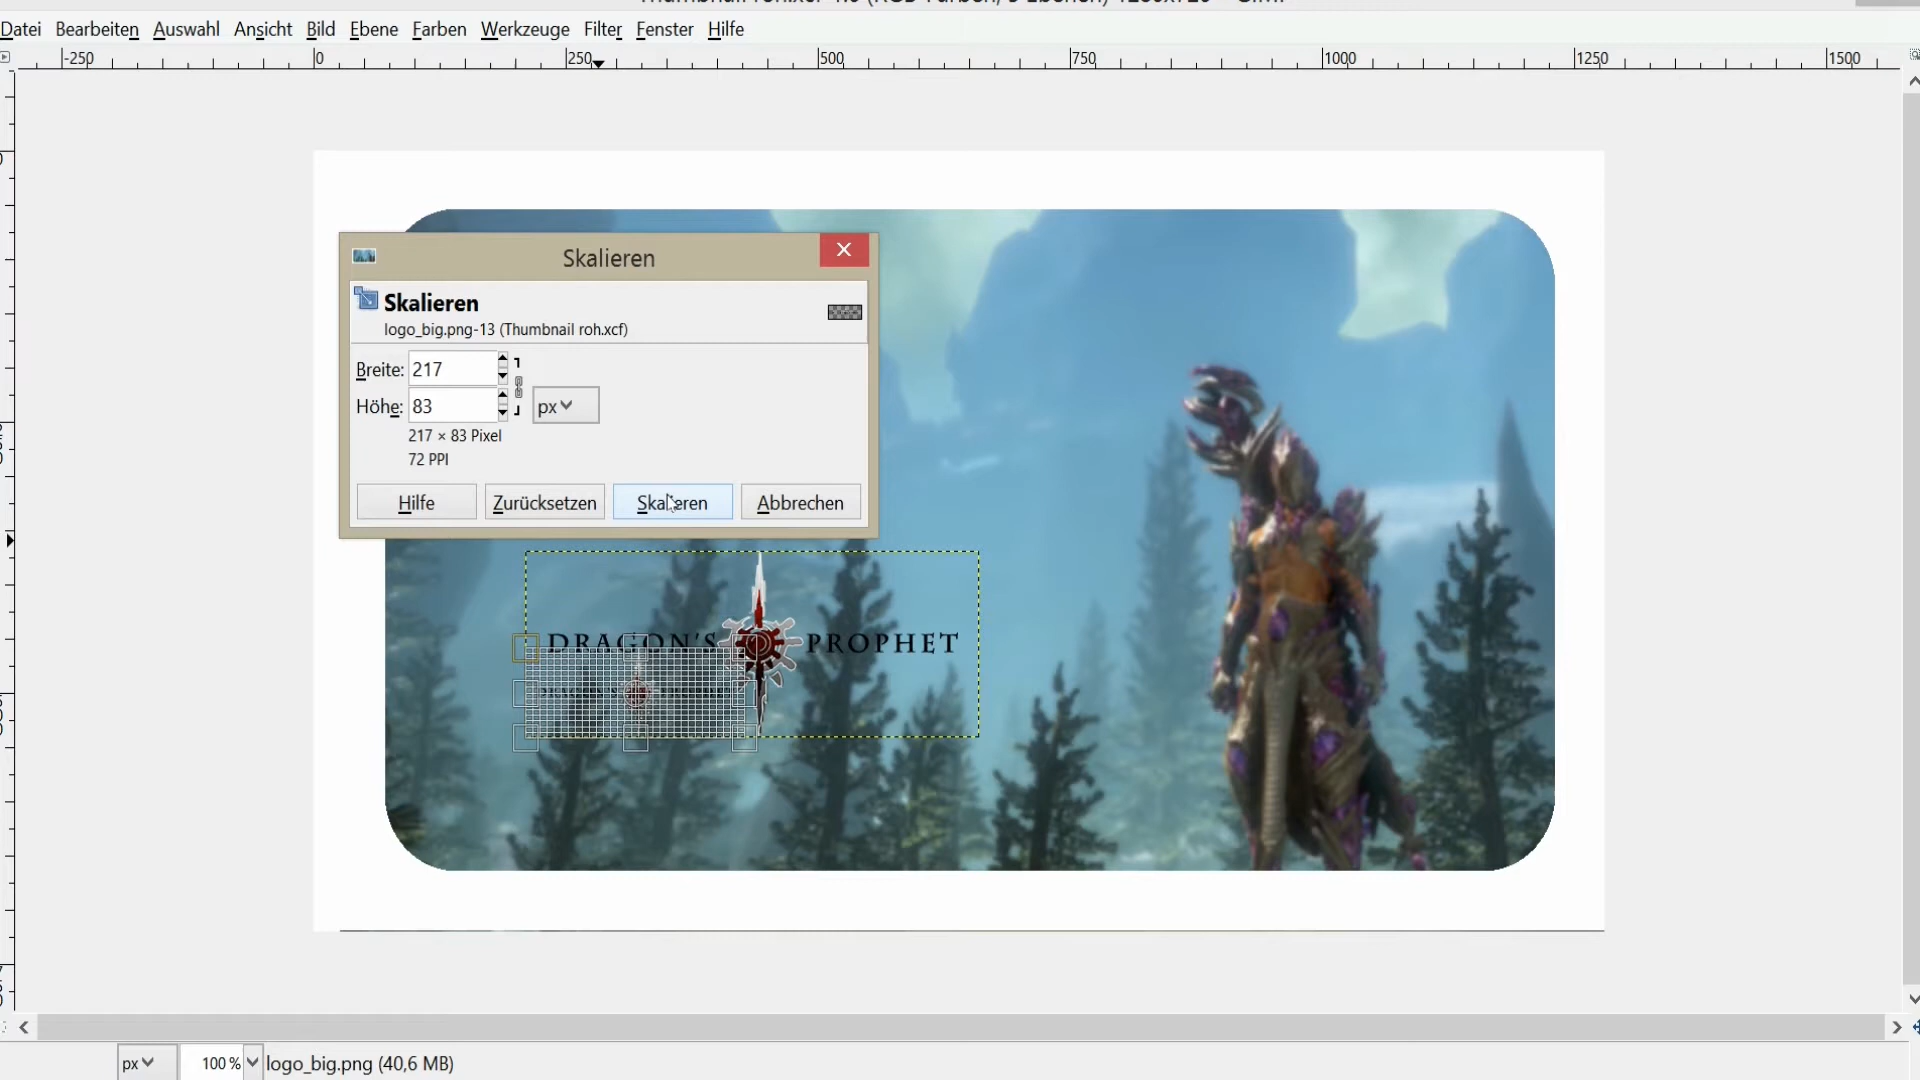 Datei Bearbeiten Auswahl Ansicht Bild Ebene Farben Werkzeuge Filter Fenster Hilfe
-250 0 250 500 750 1000 1250 1500
Skalieren
Skalieren
logo_big.png-13 (Thumbnail roh.xcf)
Breite: 217
Höhe: 83 px
217 × 83 Pixel
72 PPI
Hilfe Zurücksetzen Skalieren Abbrechen
DRAGON'S PROPHET
px 100 % logo_big.png (40,6 MB)